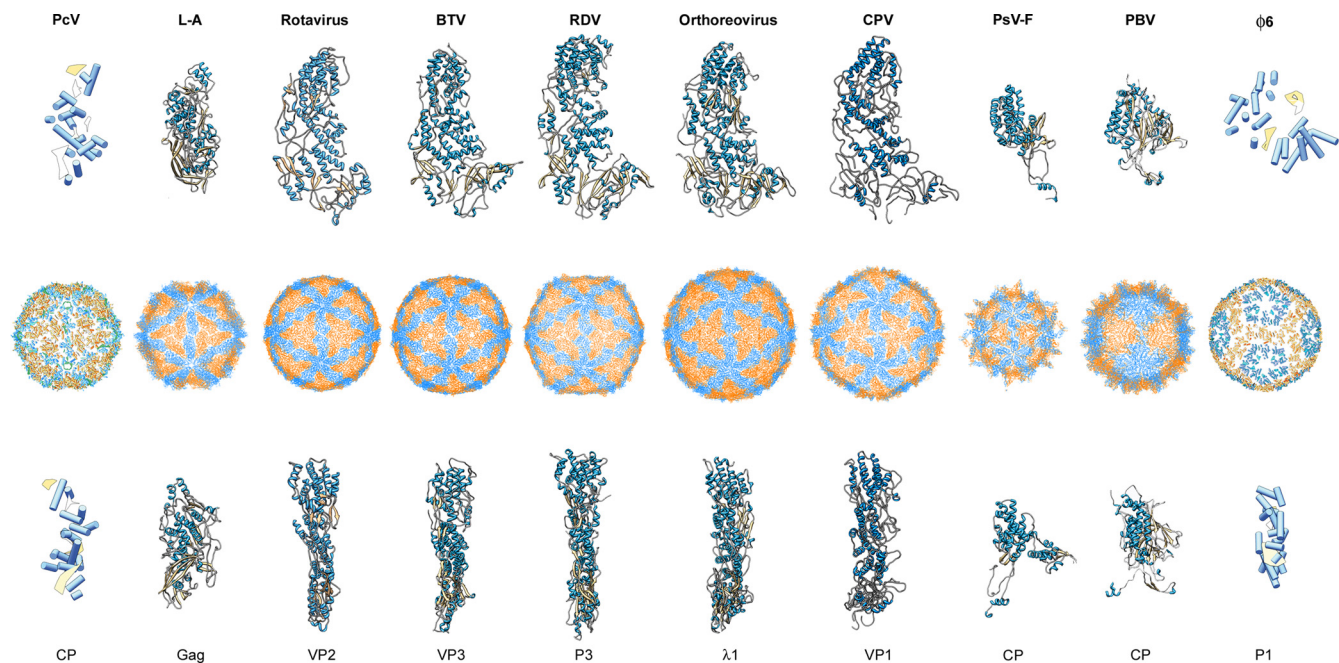 PcV L-A Rotavirus BTV RDV Orthoreovirus CPV PsV-F PBV ϕ6
CP Gag VP2 VP3 P3 λ1 VP1 CP CP P1